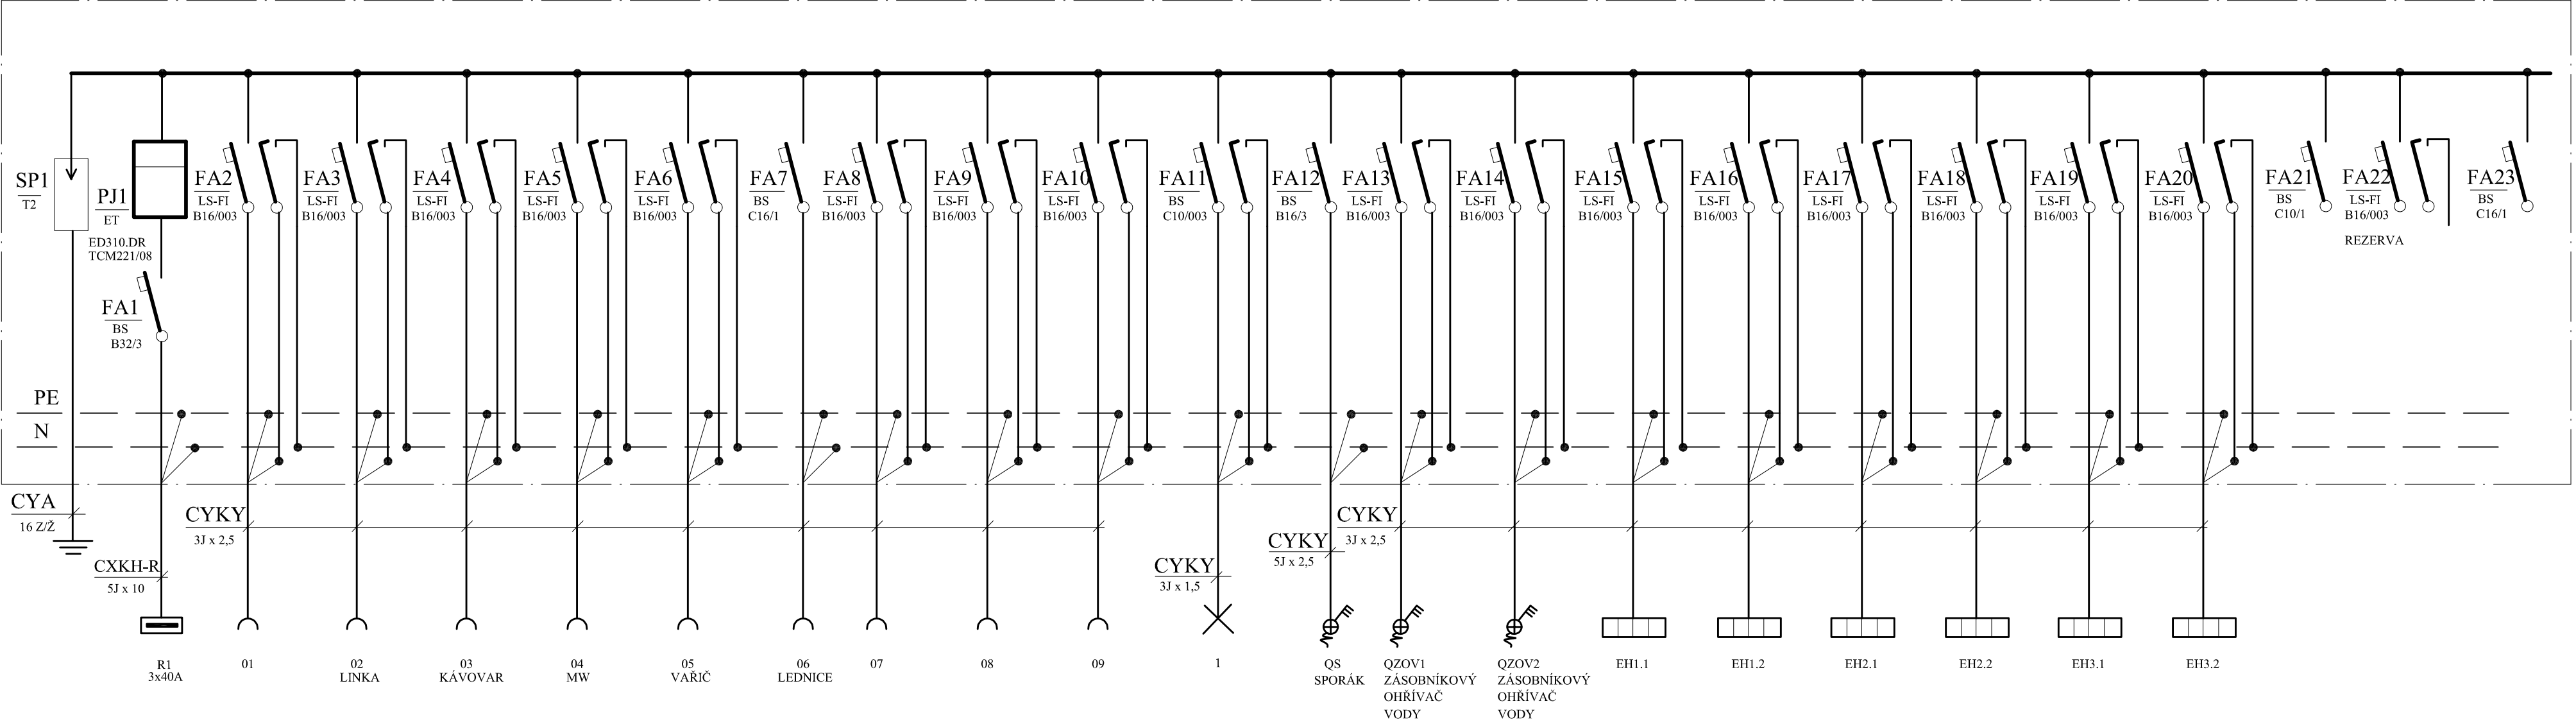 SP1
T2
PJ1
ET
ED310.DR
TCM221/08
FA1
BS
B32/3
FA2
LS-FI
B16/003
FA3
LS-FI
B16/003
FA4
LS-FI
B16/003
FA5
LS-FI
B16/003
FA6
LS-FI
B16/003
FA7
BS
C16/1
FA8
LS-FI
B16/003
FA9
LS-FI
B16/003
FA10
LS-FI
B16/003
FA11
BS
C10/003
FA12
BS
B16/3
FA13
LS-FI
B16/003
FA14
LS-FI
B16/003
FA15
LS-FI
B16/003
FA16
LS-FI
B16/003
FA17
LS-FI
B16/003
FA18
LS-FI
B16/003
FA19
LS-FI
B16/003
FA20
LS-FI
B16/003
FA21
BS
C10/1
FA22
LS-FI
B16/003
REZERVA
FA23
BS
C16/1
PE
N
CYA
16 Z/Ž
CXKH-R
5J x 10
CYKY
3J x 2,5
CYKY
3J x 1,5
CYKY
5J x 2,5
CYKY
3J x 2,5
R1
3x40A
01
02
LINKA
03
KÁVOVAR
04
MW
05
VAŘIČ
06
LEDNICE
07
08
09
1
QS
SPORÁK
QZOV1
ZÁSOBNÍKOVÝ
OHŘÍVAČ
VODY
QZOV2
ZÁSOBNÍKOVÝ
OHŘÍVAČ
VODY
EH1.1
EH1.2
EH2.1
EH2.2
EH3.1
EH3.2